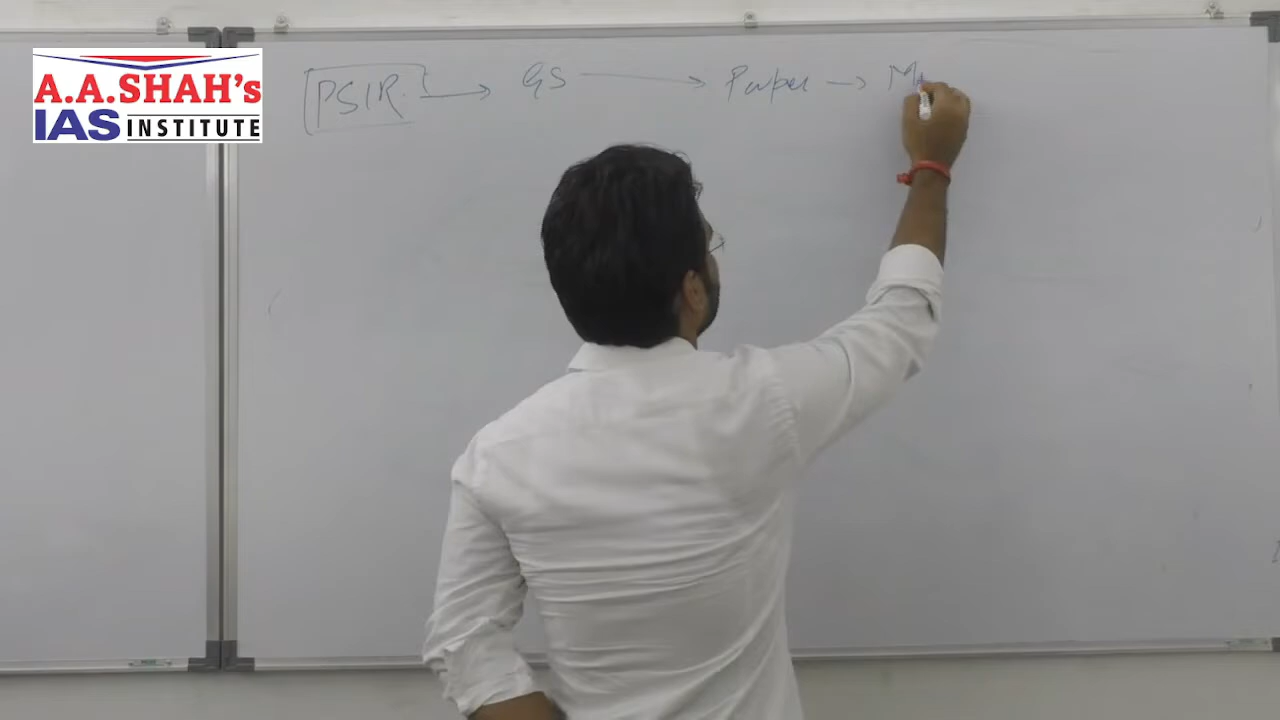 A.A.SHAH's
IAS INSTITUTE
PSIR. → GS → Paper →